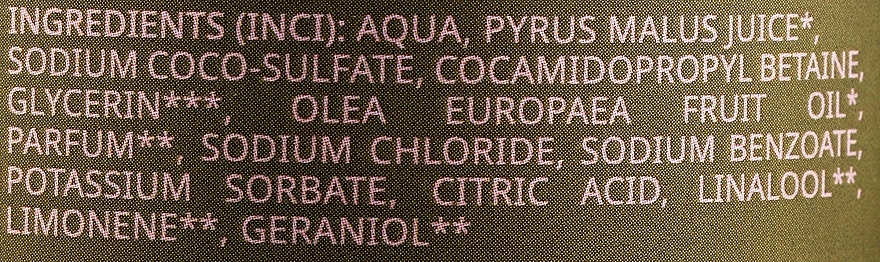 INGREDIENTS (INCI): AQUA, PYRUS MALUS JUICE*,
SODIUM COCO-SULFATE, COCAMIDOPROPYL BETAINE,
GLYCERIN***, OLEA EUROPAEA FRUIT OIL*,
PARFUM**, SODIUM CHLORIDE, SODIUM BENZOATE,
POTASSIUM SORBATE, CITRIC ACID, LINALOOL**,
LIMONENE**, GERANIOL**